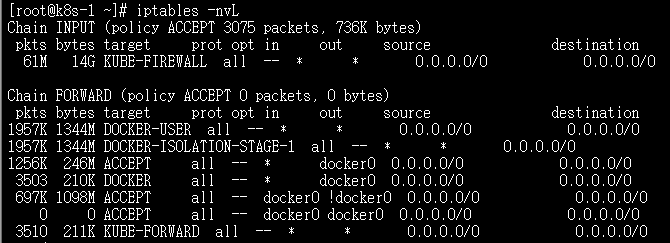 [root@k8s-1 ~]# iptables -nvL
Chain INPUT (policy ACCEPT 3075 packets, 736K bytes)
pkts bytes target prot opt in out source destination
61M 14G KUBE-FIREWALL all -- * * 0.0.0.0/0 0.0.0.0/0
Chain FORWARD (policy ACCEPT 0 packets, 0 bytes)
pkts bytes target prot opt in out source destination
1957K 1344M DOCKER-USER all -- * * 0.0.0.0/0 0.0.0.0/0
1957K 1344M DOCKER-ISOLATION-STAGE-1 all -- * * 0.0.0.0/0
1256K 246M ACCEPT all -- * docker0 0.0.0.0/0 0.0.0.0/0
3503 210K DOCKER all -- * docker0 0.0.0.0/0 0.0.0.0/0
697K 1098M ACCEPT all -- docker0 !docker0 0.0.0.0/0 0.0.0.0/0
0 0 ACCEPT all -- docker0 docker0 0.0.0.0/0 0.0.0.0/0
3510 211K KUBE-FORWARD all -- * * 0.0.0.0/0 0.0.0.0/0